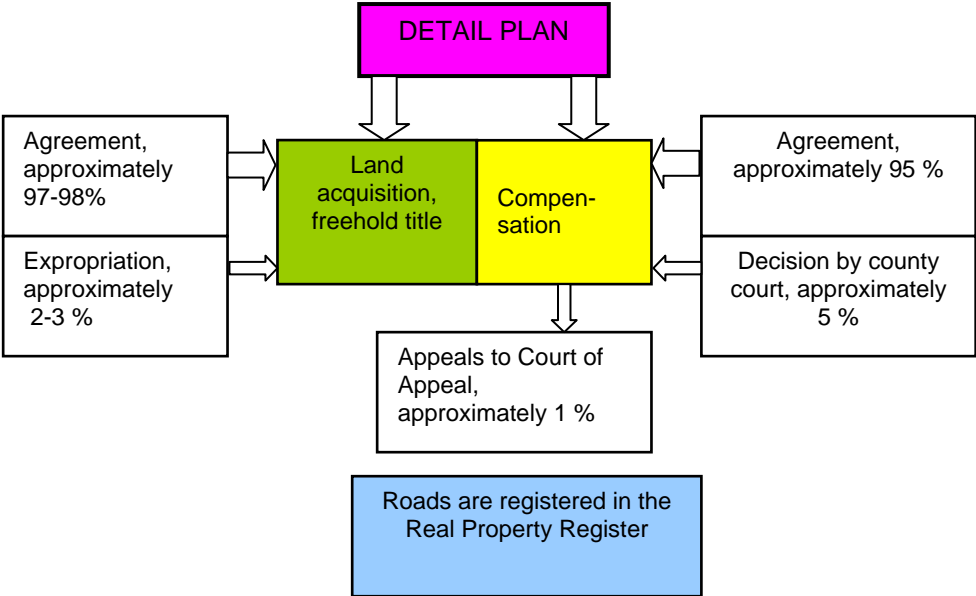 DETAIL PLAN
Agreement,
approximately
97-98%
Land
acquisition,
freehold title
Compen-
sation
Agreement,
approximately 95 %
Expropriation,
approximately
2-3 %
Decision by county
court, approximately
5 %
Appeals to Court of
Appeal,
approximately 1 %
Roads are registered in the
Real Property Register